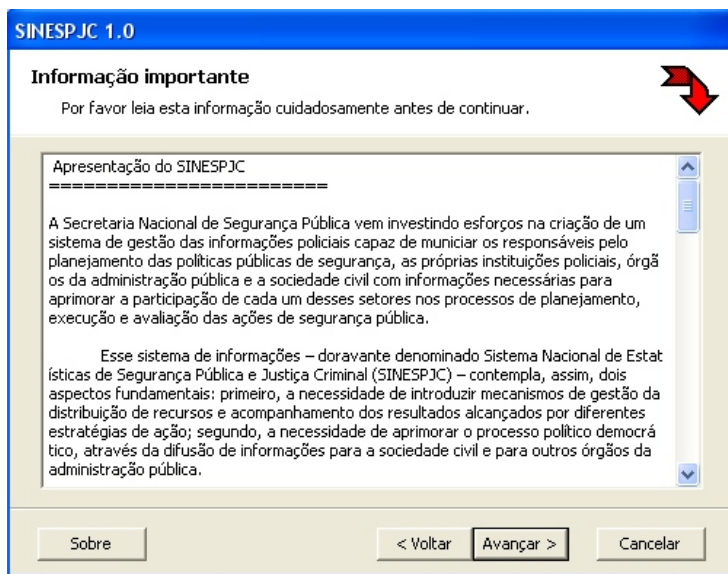 SINESPJC 1.0
Informação importante
Por favor leia esta informação cuidadosamente antes de continuar.
Apresentação do SINESPJC
========================
A Secretaria Nacional de Segurança Pública vem investindo esforços na criação de um
sistema de gestão das informações policiais capaz de municiar os responsáveis pelo
planejamento das políticas públicas de segurança, as próprias instituições policiais, órgã
os da administração pública e a sociedade civil com informações necessárias para
aprimorar a participação de cada um desses setores nos processos de planejamento,
execução e avaliação das ações de segurança pública.
Esse sistema de informações – doravante denominado Sistema Nacional de Estat
ísticas de Segurança Pública e Justiça Criminal (SINESPJC) – contempla, assim, dois
aspectos fundamentais: primeiro, a necessidade de introduzir mecanismos de gestão da
distribuição de recursos e acompanhamento dos resultados alcançados por diferentes
estratégias de ação; segundo, a necessidade de aprimorar o processo político democrá
tico, através da difusão de informações para a sociedade civil e para outros órgãos da
administração pública.
Sobre < Voltar Avançar > Cancelar